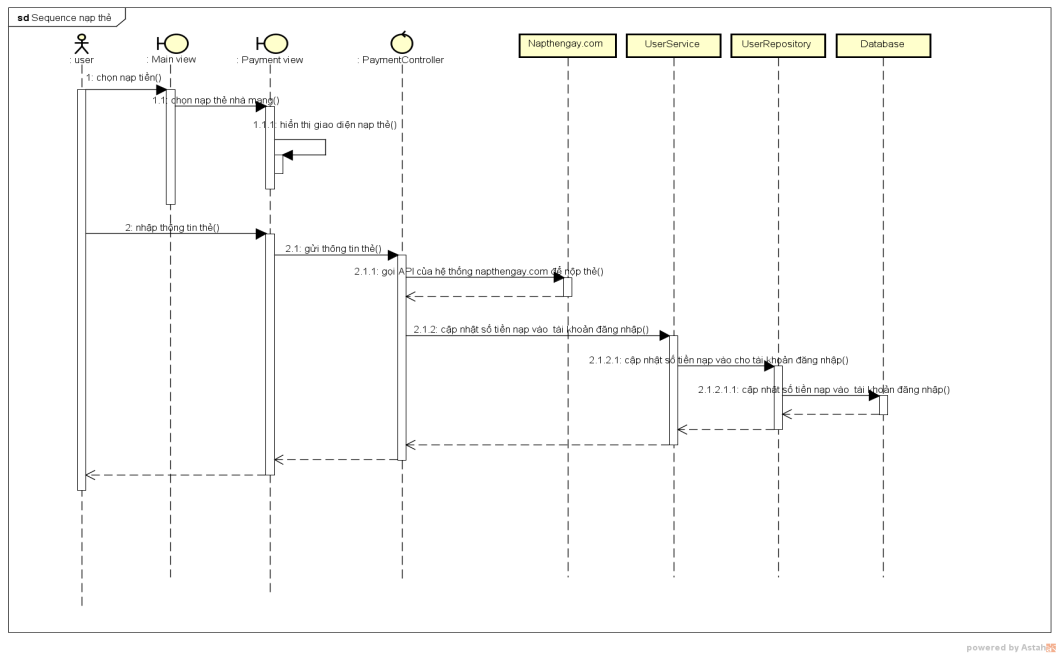 sd Sequence nạp thẻ
: user
: Main view
: Payment view
: PaymentController
Napthengay.com
UserService
UserRepository
Database
1: chọn nạp tiền()
1.1: chọn nạp thẻ nhà mạng()
1.1.1: hiển thị giao diện nạp thẻ()
2: nhập thông tin thẻ()
2.1: gửi thông tin thẻ()
2.1.1: gọi API của hệ thống napthengay.com để nộp thẻ()
2.1.2: cập nhật số tiền nạp vào tài khoản đăng nhập()
2.1.2.1: cập nhật số tiền nạp vào cho tài khoản đăng nhập()
2.1.2.1.1: cập nhật số tiền nạp vào tài khoản đăng nhập()
powered by Astah